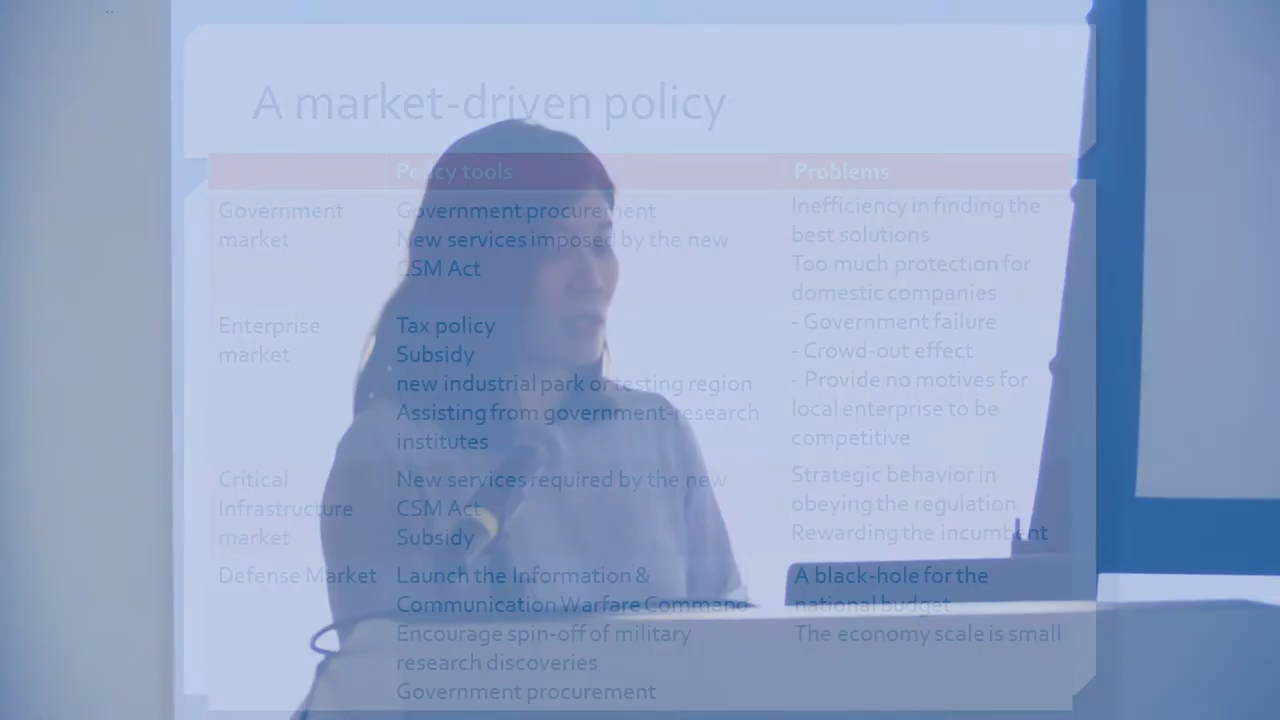 A market-driven policy
Policy tools
Problems
Government
market
Government procurement
New services imposed by the new
CSM Act
Inefficiency in finding the
best solutions
Too much protection for
domestic companies
- Government failure
- Crowd-out effect
- Provide no motives for
local enterprise to be
competitive
Enterprise
market
Tax policy
Subsidy
new industrial park or testing region
Assisting from government-research
institutes
Critical
Infrastructure
market
New services required by the new
CSM Act
Subsidy
Strategic behavior in
obeying the regulation
Rewarding the incumbent
Defense Market
Launch the Information &
Communication Warfare Command
Encourage spin-off of military
research discoveries
Government procurement
A black-hole for the
national budget
The economy scale is small